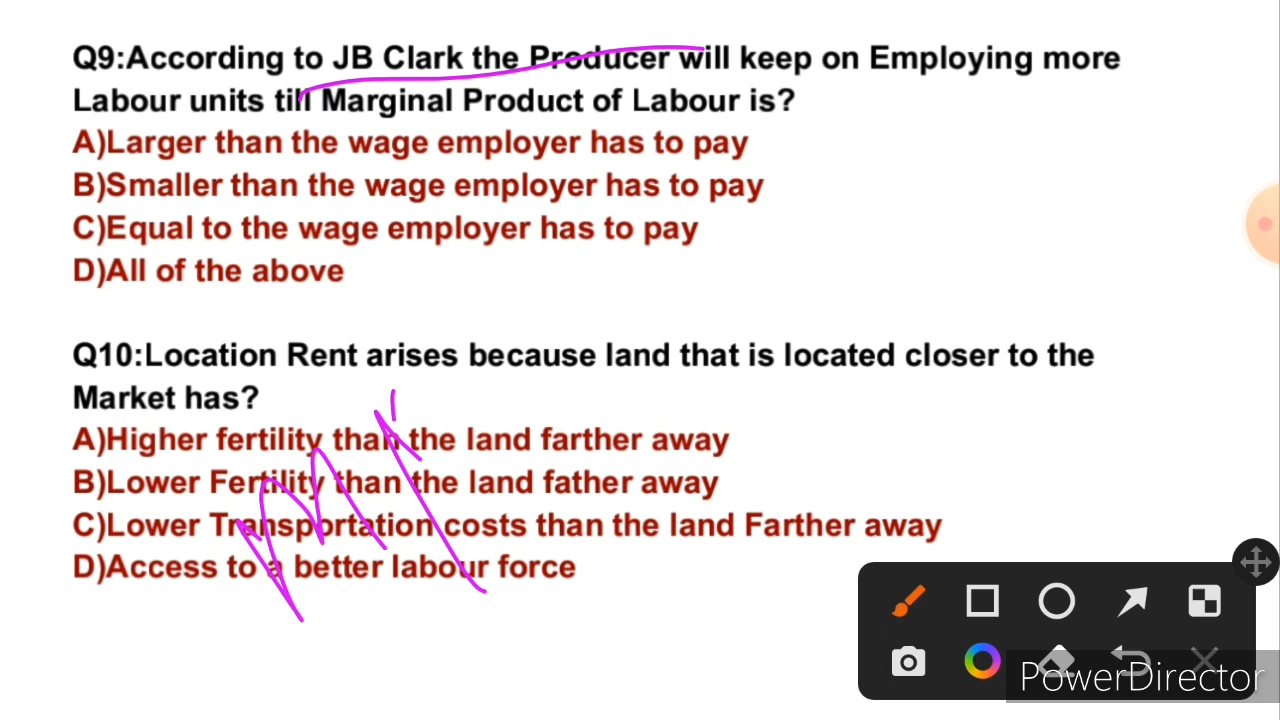 Q9:According to JB Clark the Producer will keep on Employing more
Labour units till Marginal Product of Labour is?
A)Larger than the wage employer has to pay
B)Smaller than the wage employer has to pay
C)Equal to the wage employer has to pay
D)All of the above
Q10:Location Rent arises because land that is located closer to the
Market has?
A)Higher fertility than the land farther away
B)Lower Fertility than the land father away
C)Lower Transportation costs than the land Farther away
D)Access to a better labour force
PowerDirector